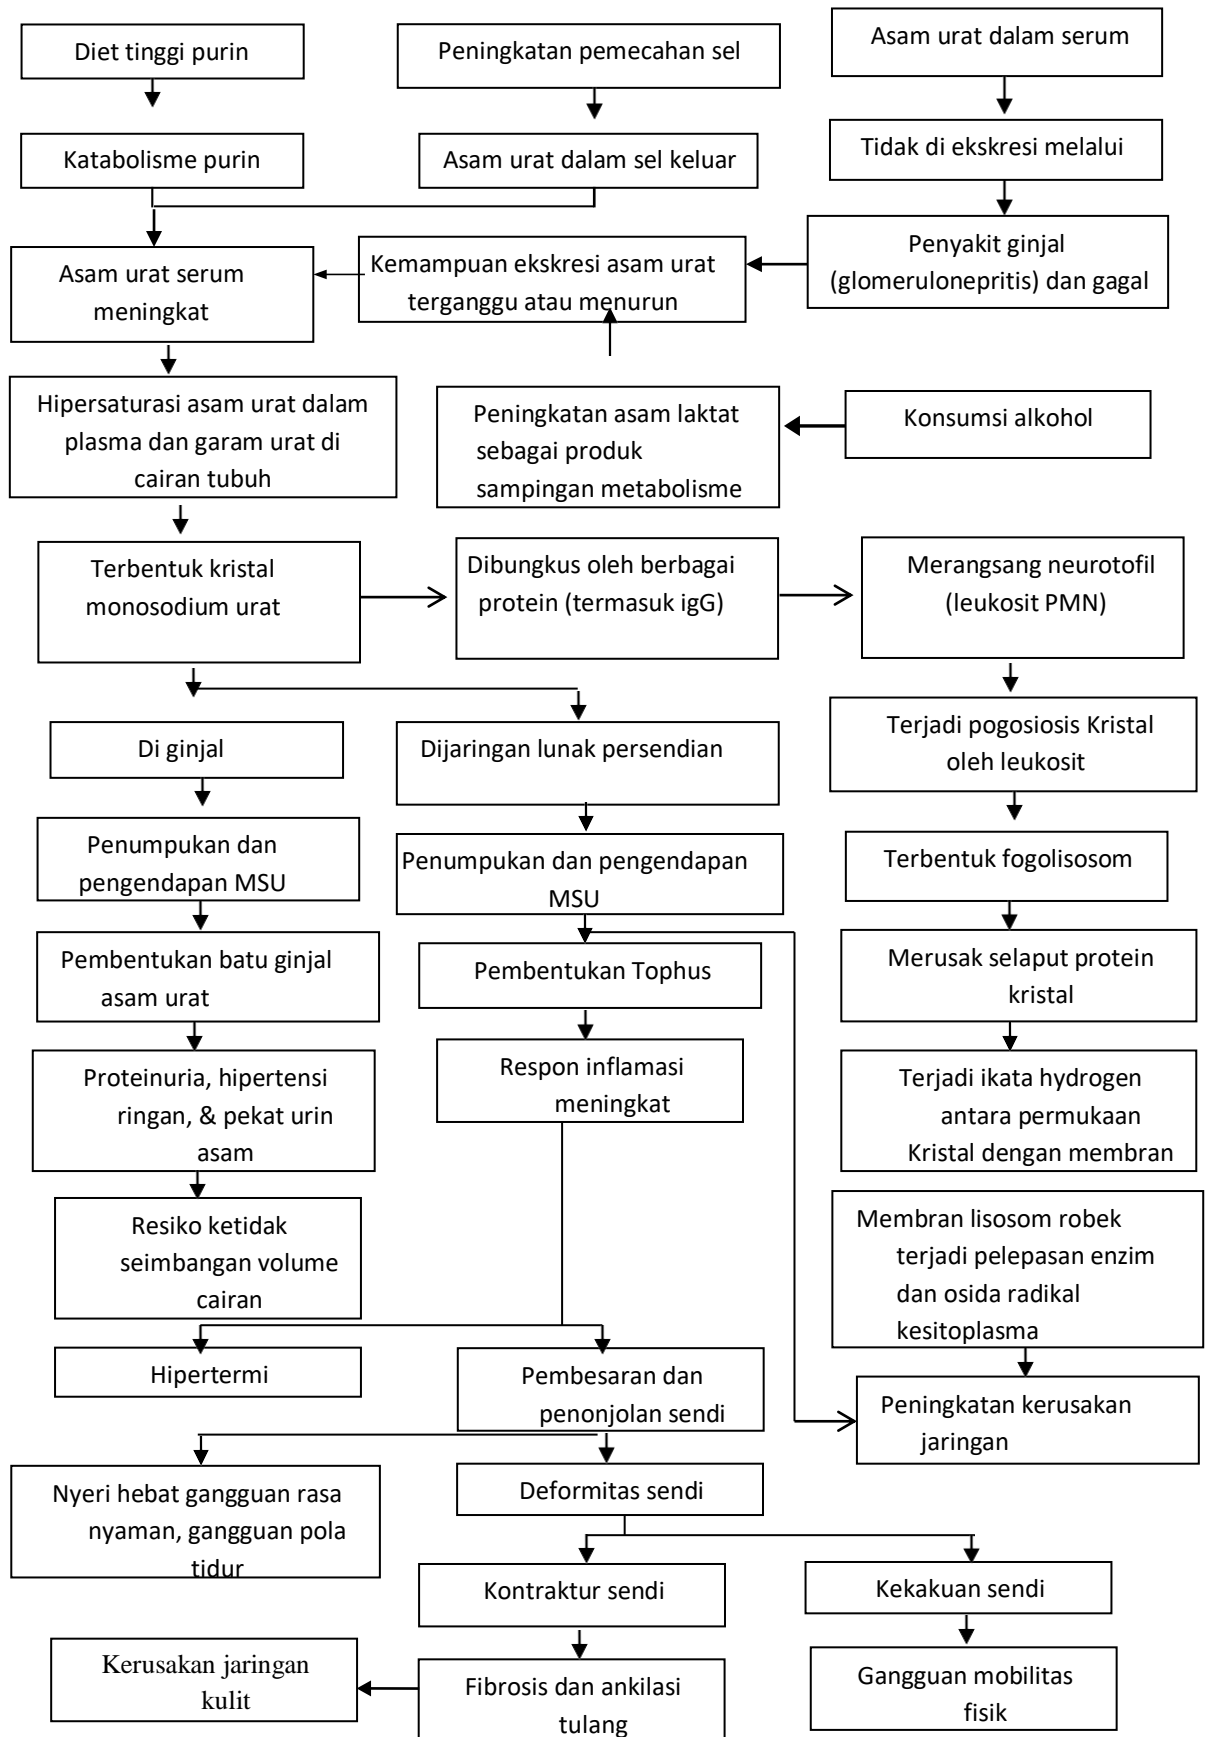 Diet tinggi purin
Peningkatan pemecahan sel
Asam urat dalam serum
Katabolisme purin
Asam urat dalam sel keluar
Tidak di ekskresi melalui
Asam urat serum
meningkat
Kemampuan ekskresi asam urat
terganggu atau menurun
Penyakit ginjal
(glomerulonepritis) dan gagal
Hipersaturasi asam urat dalam
plasma dan garam urat di
cairan tubuh
Peningkatan asam laktat
sebagai produk
sampingan metabolisme
Konsumsi alkohol
Terbentuk kristal
monosodium urat
Dibungkus oleh berbagai
protein (termasuk igG)
Merangsang neurotofil
(leukosit PMN)
Di ginjal
Dijaringan lunak persendian
Terjadi pogosiosis Kristal
oleh leukosit
Penumpukan dan
pengendapan MSU
Penumpukan dan pengendapan
MSU
Terbentuk fogolisosom
Pembentukan batu ginjal
asam urat
Pembentukan Tophus
Merusak selaput protein
kristal
Proteinuria, hipertensi
ringan, & pekat urin
asam
Respon inflamasi
meningkat
Terjadi ikata hydrogen
antara permukaan
Kristal dengan membran
Resiko ketidak
seimbangan volume
cairan
Membran lisosom robek
terjadi pelepasan enzim
dan osida radikal
kesitoplasma
Hipertermi
Pembesaran dan
penonjolan sendi
Peningkatan kerusakan
jaringan
Nyeri hebat gangguan rasa
nyaman, gangguan pola
tidur
Deformitas sendi
Kontraktur sendi
Kekakuan sendi
Kerusakan jaringan
kulit
Fibrosis dan ankilasi
tulang
Gangguan mobilitas
fisik